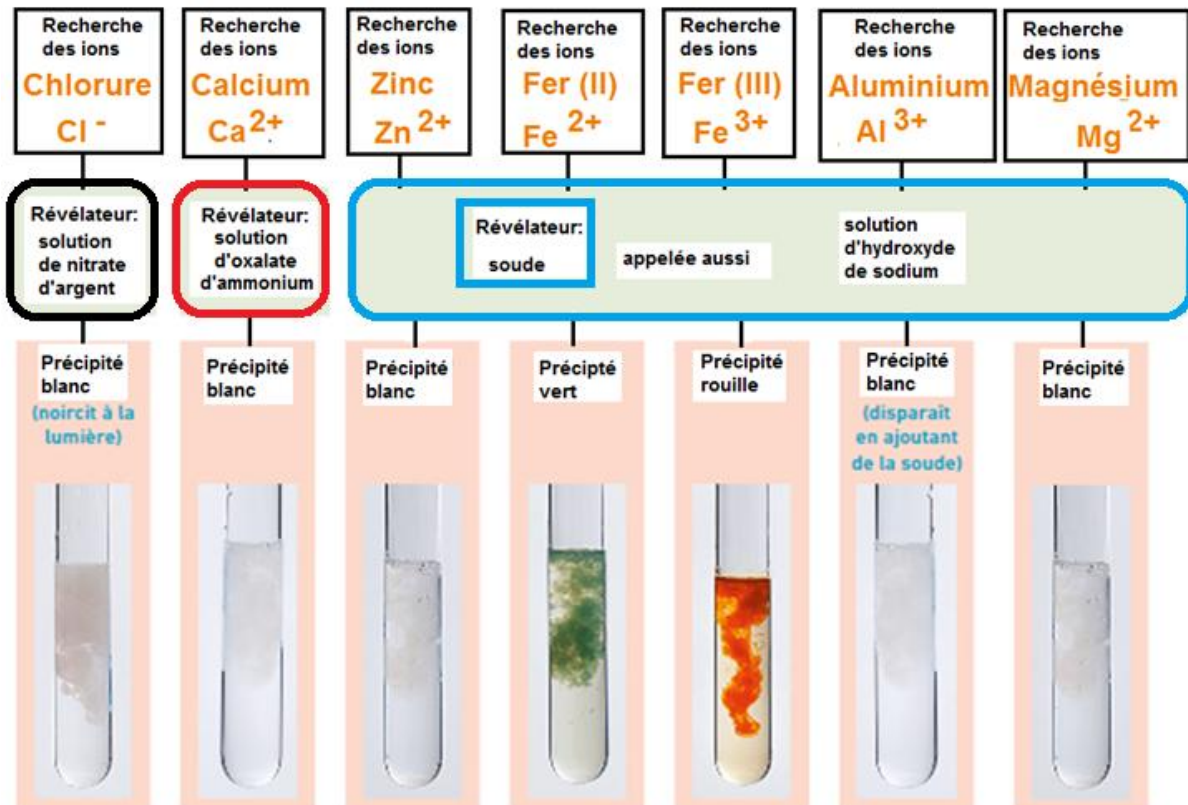 Recherche
des ions
Chlorure
Cl -
Recherche
des ions
Calcium
Ca 2+
Recherche
des ions
Zinc
Zn 2+
Recherche
des ions
Fer (II)
Fe 2+
Recherche
des ions
Fer (III)
Fe 3+
Recherche
des ions
Aluminium
Al 3+
Recherche
des ions
Magnésium
Mg 2+
Révélateur:
solution
de nitrate
d'argent
Révélateur:
solution
d'oxalate
d'ammonium
Révélateur:
soude
appelée aussi
solution
d'hydroxyde
de sodium
Précipité
blanc
(noircit à la
lumière)
Précipité
blanc
Précipité
blanc
Précipté
vert
Précipité
rouille
Précipité
blanc
(disparaît
en ajoutant
de la soude)
Précipité
blanc